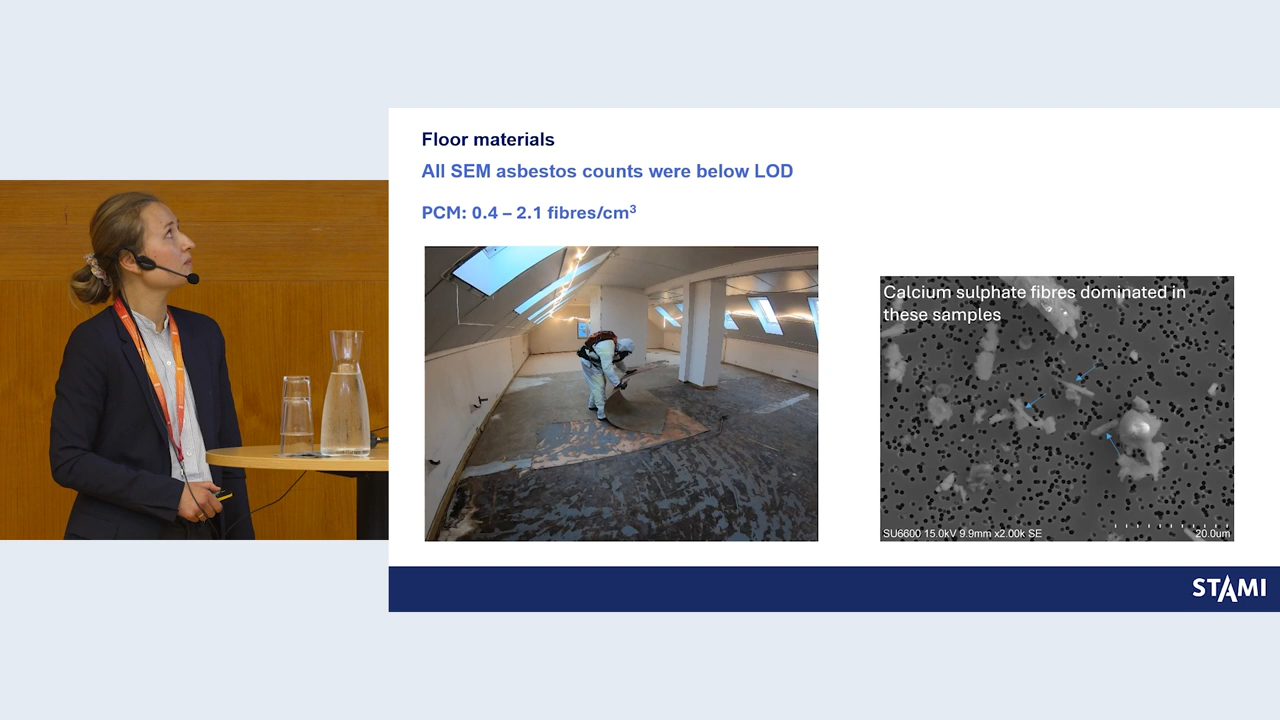 Floor materials
All SEM asbestos counts were below LOD
PCM: 0.4 – 2.1 fibres/cm³
Calcium sulphate fibres dominated in
these samples
SU6600 15.0kV 9.9mm x2.00k SE
20.0um
STAMI